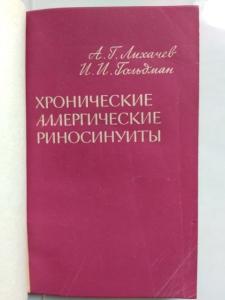 А. Г. Лихачев
И. И. Гольдман
ХРОНИЧЕСКИЕ
АЛЛЕРГИЧЕСКИЕ
РИНОСИНУИТЫ